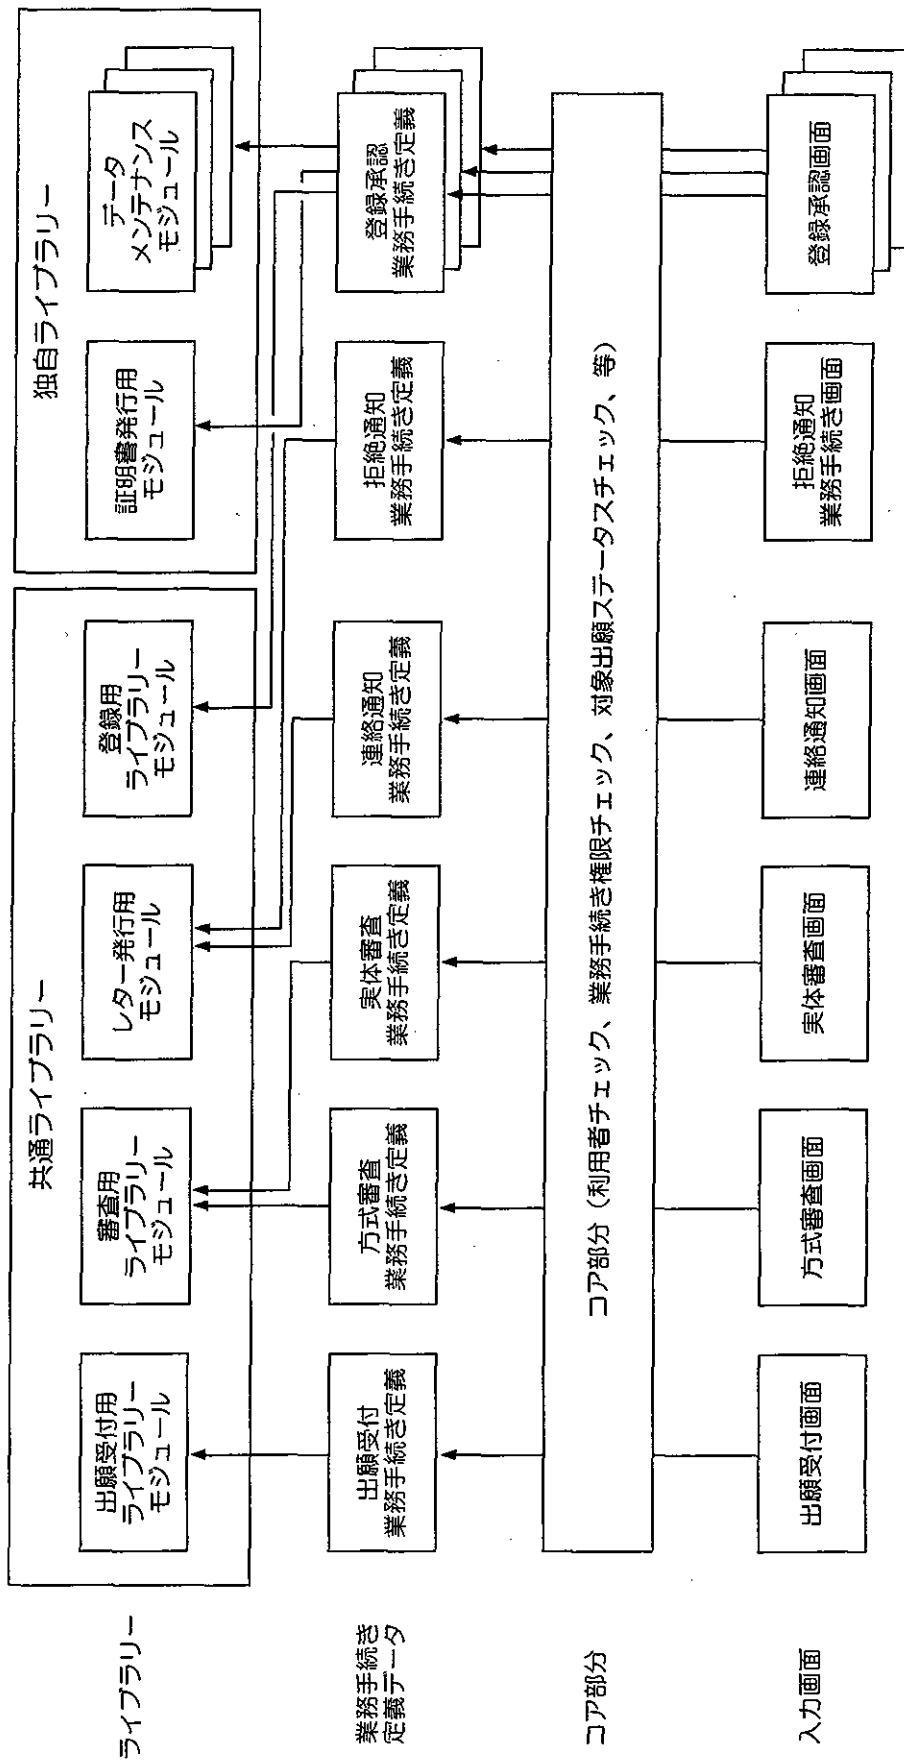 ライブラリー
共通ライブラリー
独自ライブラリー
出願受付用
ライブラリー
モジュール
審査用
ライブラリー
モジュール
レター発行用
モジュール
登録用
ライブラリー
モジュール
証明書発行用
モジュール
データ
メンテナンス
モジュール
業務手続き
定義データ
出願受付
業務手続き定義
方式審査
業務手続き定義
実体審査
業務手続き定義
連絡通知
業務手続き定義
拒絶通知
業務手続き定義
登録承認
業務手続き定義
コア部分
コア部分（利用者チェック、業務手続き権限チェック、対象出願ステータスチェック、等）
入力画面
出願受付画面
方式審査画面
実体審査画面
連絡通知画面
拒絶通知
業務手続き画面
登録承認画面